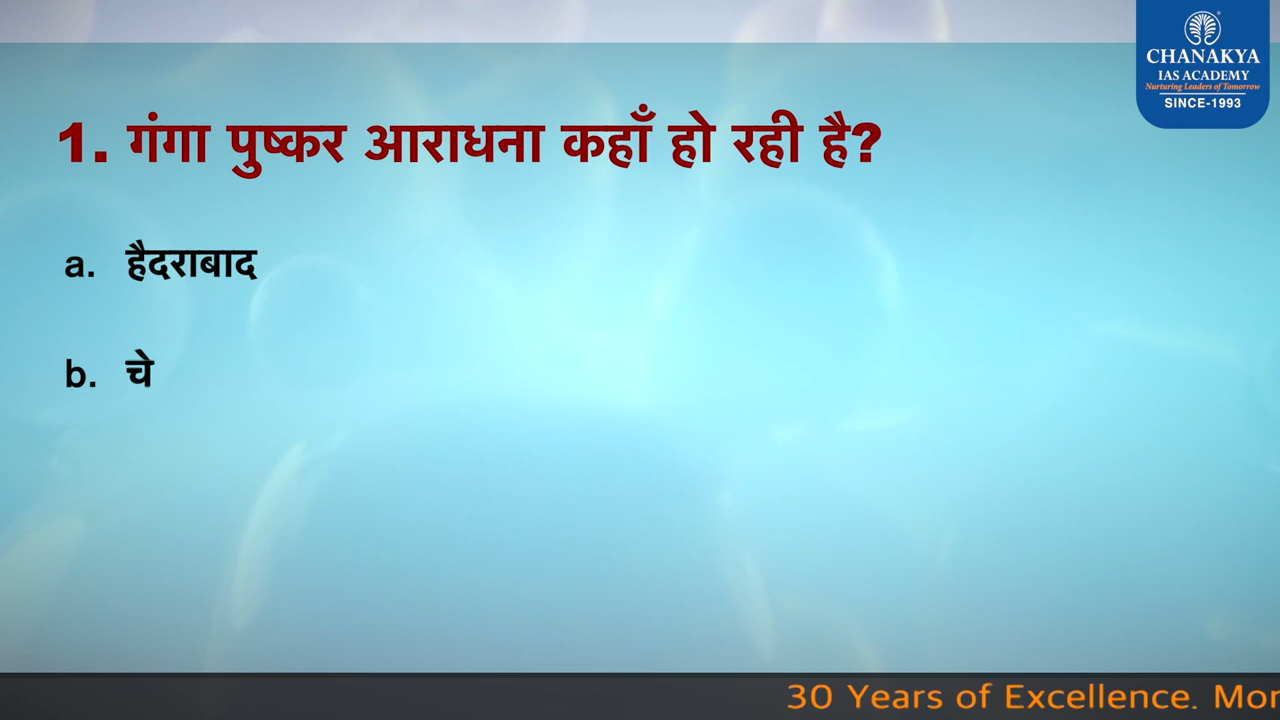 CHANAKYA
IAS ACADEMY
Nurturing Leaders of Tomorrow
SINCE-1993
1. गंगा पुष्कर आराधना कहाँ हो रही है?
a. हैदराबाद
b. चे
30 Years of Excellence. Mor